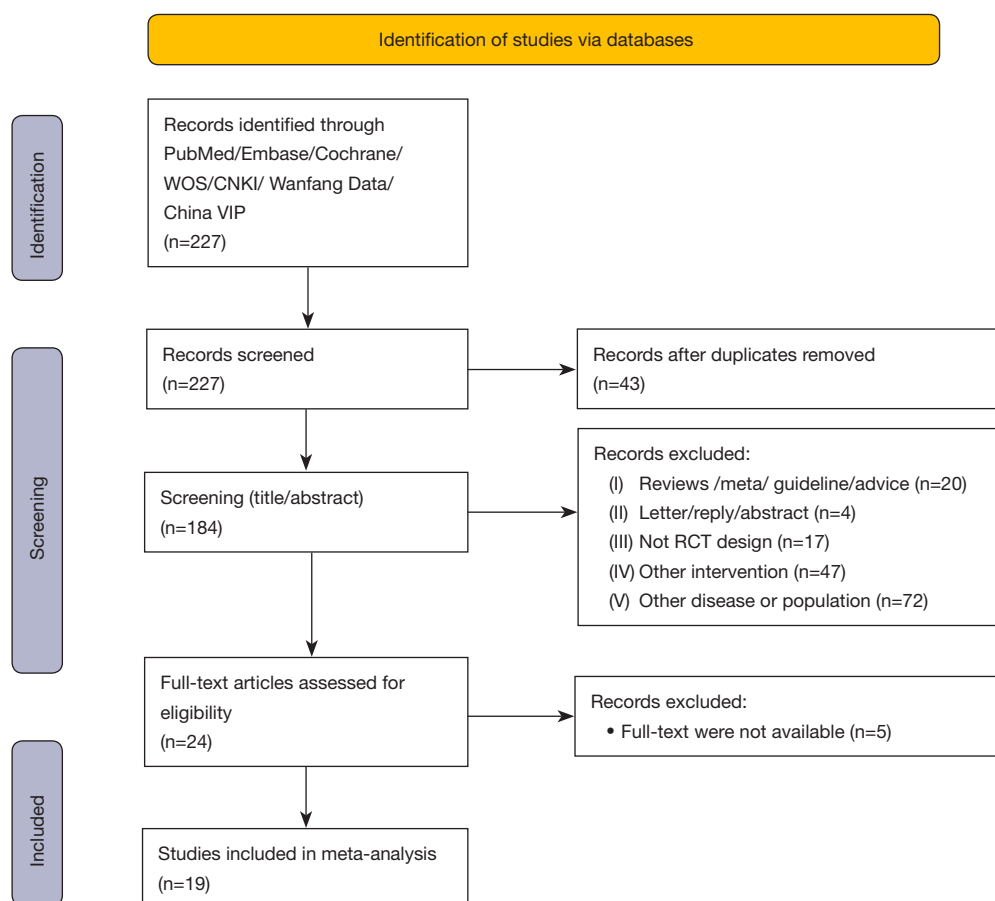 Identification of studies via databases
Identification
Records identified through
PubMed/Embase/Cochrane/
WOS/CNKI/ Wanfang Data/
China VIP
(n=227)
Screening
Records screened
(n=227)
Records after duplicates removed
(n=43)
Screening (title/abstract)
(n=184)
Records excluded:
(I) Reviews /meta/ guideline/advice (n=20)
(II) Letter/reply/abstract (n=4)
(III) Not RCT design (n=17)
(IV) Other intervention (n=47)
(V) Other disease or population (n=72)
Full-text articles assessed for
eligibility
(n=24)
Records excluded:
• Full-text were not available (n=5)
Included
Studies included in meta-analysis
(n=19)